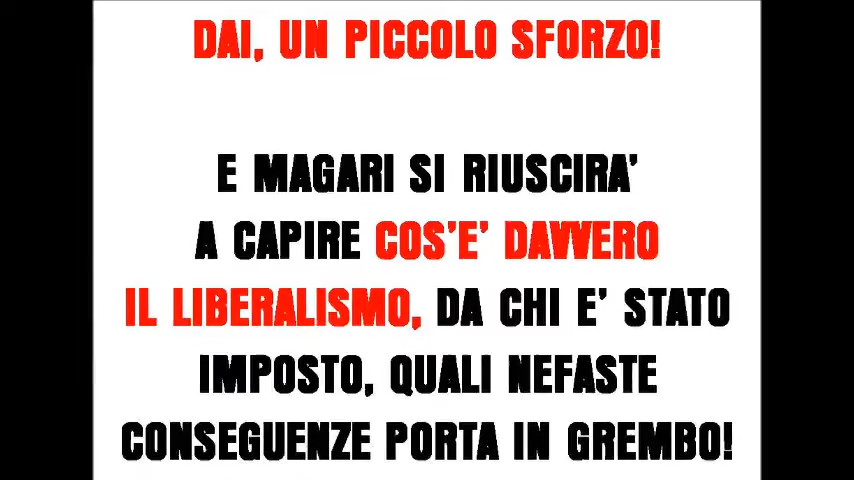 DAI, UN PICCOLO SFORZO!
E MAGARI SI RIUSCIRA'
A CAPIRE COS'E' DAVVERO
IL LIBERALISMO, DA CHI E' STATO
IMPOSTO, QUALI NEFASTE
CONSEGUENZE PORTA IN GREMBO!